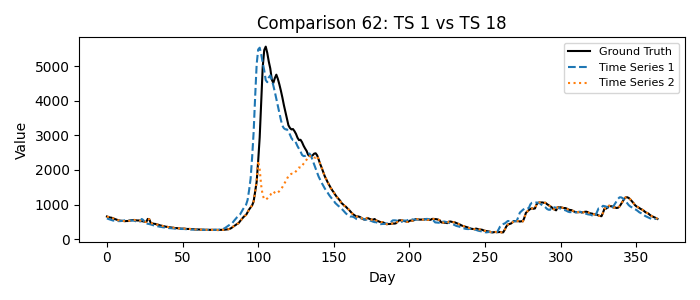 Comparison 62: TS 1 vs TS 18
Ground Truth
Time Series 1
Time Series 2
Value
5000
4000
3000
2000
1000
0
0 50 100 150 200 250 300 350
Day